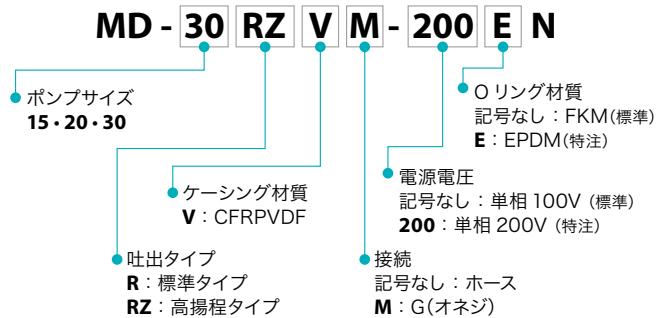 MD - 30 RZ V M - 200 E N
ポンプサイズ
15・20・30
Oリング材質
記号なし：FKM(標準)
E：EPDM(特注)
ケーシング材質
V：CFRPVDF
電源電圧
記号なし：単相 100V (標準)
200：単相 200V (特注)
吐出タイプ
R：標準タイプ
RZ：高揚程タイプ
接続
記号なし：ホース
M：G(オネジ)